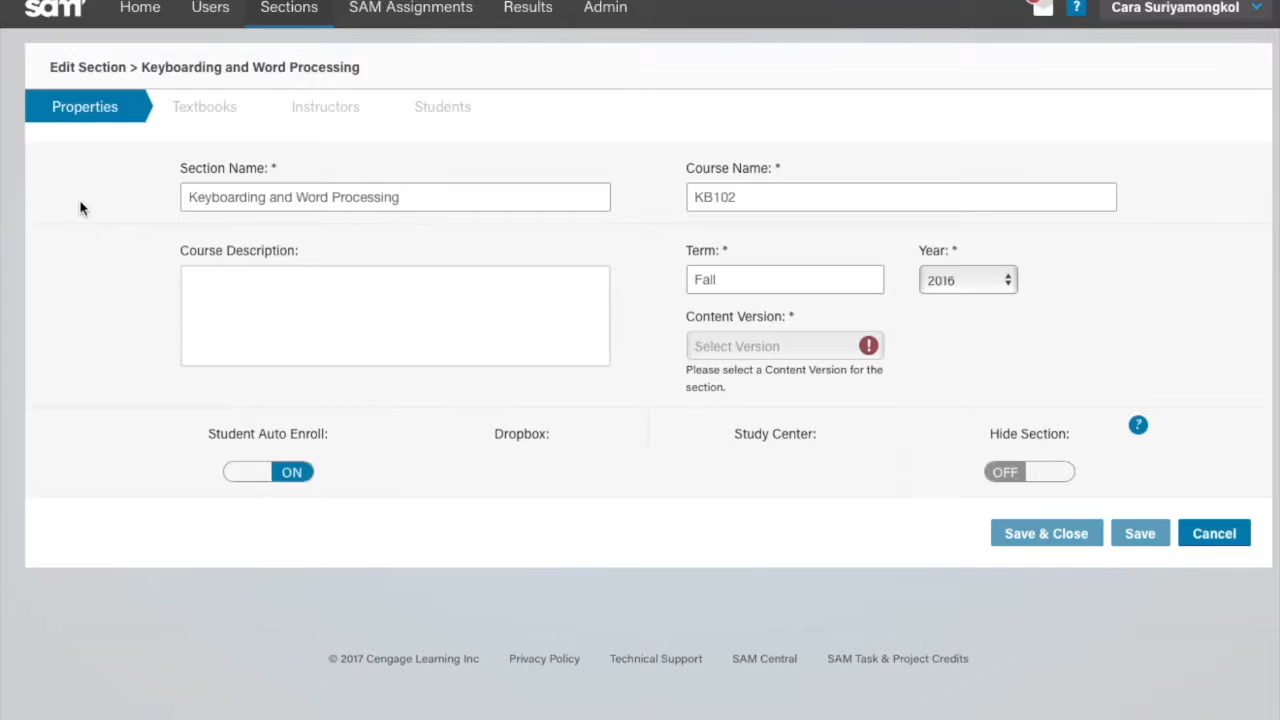 sam
Home Users Sections SAM Assignments Results Admin ? Cara Suriyamongkol
Edit Section > Keyboarding and Word Processing
Properties Textbooks Instructors Students
Section Name: * Course Name: *
Keyboarding and Word Processing KB102
Course Description: Term: * Year: *
Fall 2016
Content Version: *
Select Version !
Please select a Content Version for the
section.
Student Auto Enroll: Dropbox: Study Center: Hide Section: ?
ON OFF
Save & Close Save Cancel
© 2017 Cengage Learning Inc Privacy Policy Technical Support SAM Central SAM Task & Project Credits